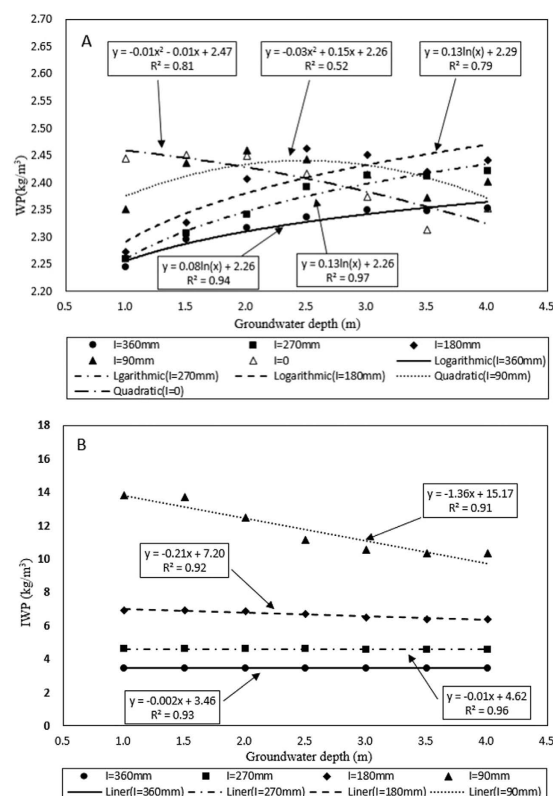 2.70
A
y = -0.01x² - 0.01x + 2.47
R² = 0.81
y = -0.03x² + 0.15x + 2.26
R² = 0.52
y = 0.13ln(x) + 2.29
R² = 0.79
2.65
2.60
2.55
2.50
2.45
2.40
2.35
2.30
2.25
2.20
WP(kg/m³)
y = 0.08ln(x) + 2.26
R² = 0.94
y = 0.13ln(x) + 2.26
R² = 0.97
0.5 1.0 1.5 2.0 2.5 3.0 3.5 4.0 4.5
Groundwater depth (m)
I=360mm I=270mm I=180mm
I=90mm I=0 Logarithmic(I=360mm)
Lgarithmic(I=270mm) Logarithmic(I=180mm) Quadratic(I=90mm)
Quadratic(I=0)
18
B
16
14
12
10
8
6
4
2
0
IWP (kg/m³)
y = -1.36x + 15.17
R² = 0.91
y = -0.21x + 7.20
R² = 0.92
y = -0.002x + 3.46
R² = 0.93
y = -0.01x + 4.62
R² = 0.96
0.5 1.0 1.5 2.0 2.5 3.0 3.5 4.0 4.5
Groundwater depth (m)
I=360mm I=270mm I=180mm I=90mm
Liner(I=360mm) Liner(I=270mm) Liner(I=180mm) Liner(I=90mm)